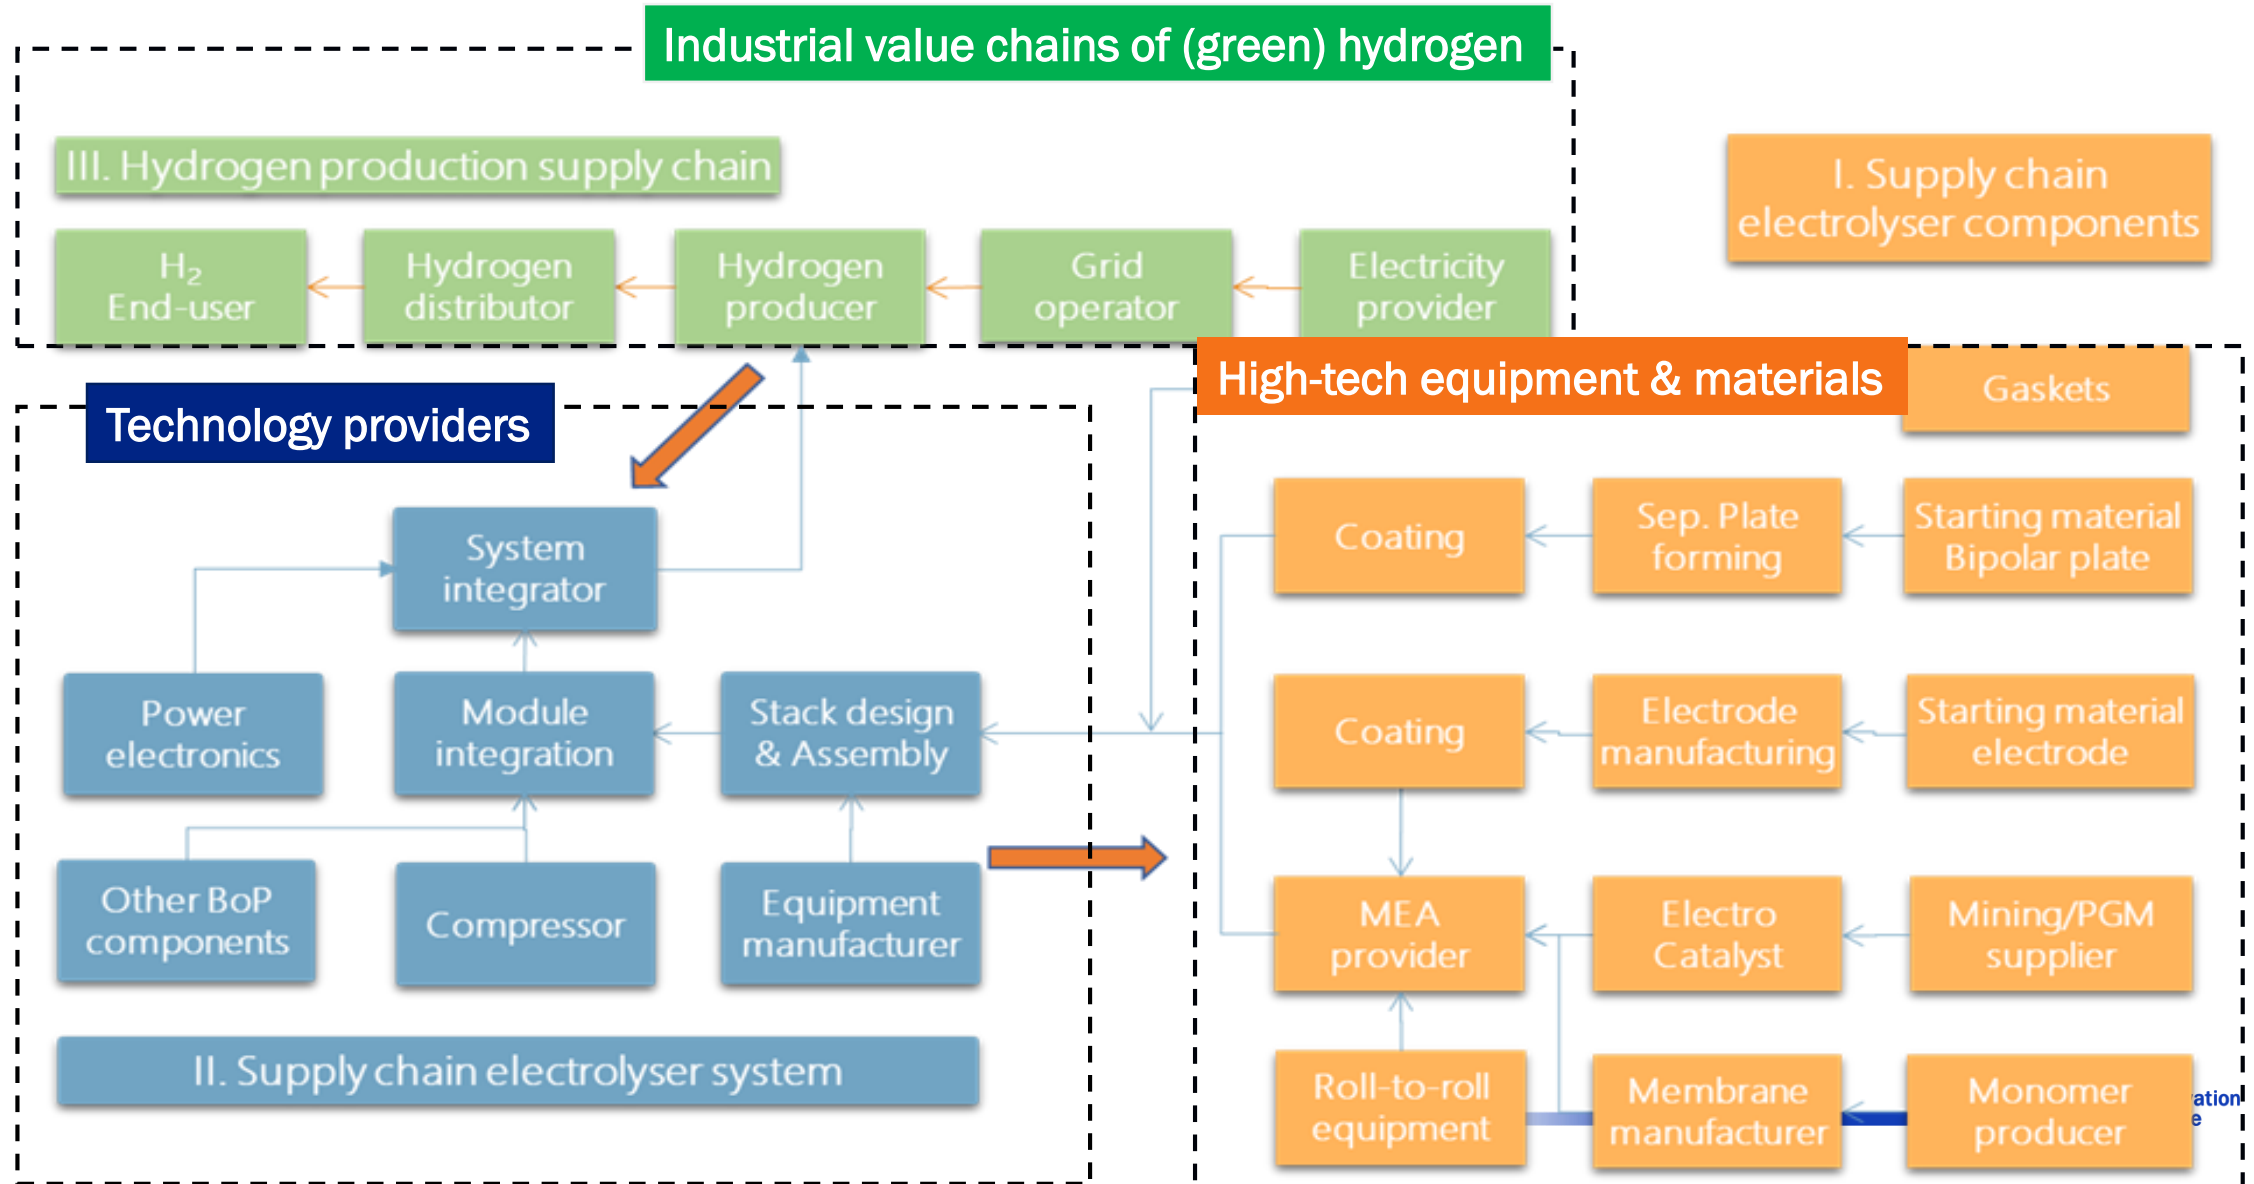 Industrial value chains of (green) hydrogen
III. Hydrogen production supply chain
I. Supply chain
electrolyser components
H₂
End-user
Hydrogen
distributor
Hydrogen
producer
Grid
operator
Electricity
provider
High-tech equipment & materials
Gaskets
Technology providers
System
integrator
Coating
Sep. Plate
forming
Starting material
Bipolar plate
Power
electronics
Module
integration
Stack design
& Assembly
Coating
Electrode
manufacturing
Starting material
electrode
Other BoP
components
Compressor
Equipment
manufacturer
MEA
provider
Electro
Catalyst
Mining/PGM
supplier
II. Supply chain electrolyser system
Roll-to-roll
equipment
Membrane
manufacturer
Monomer
producer